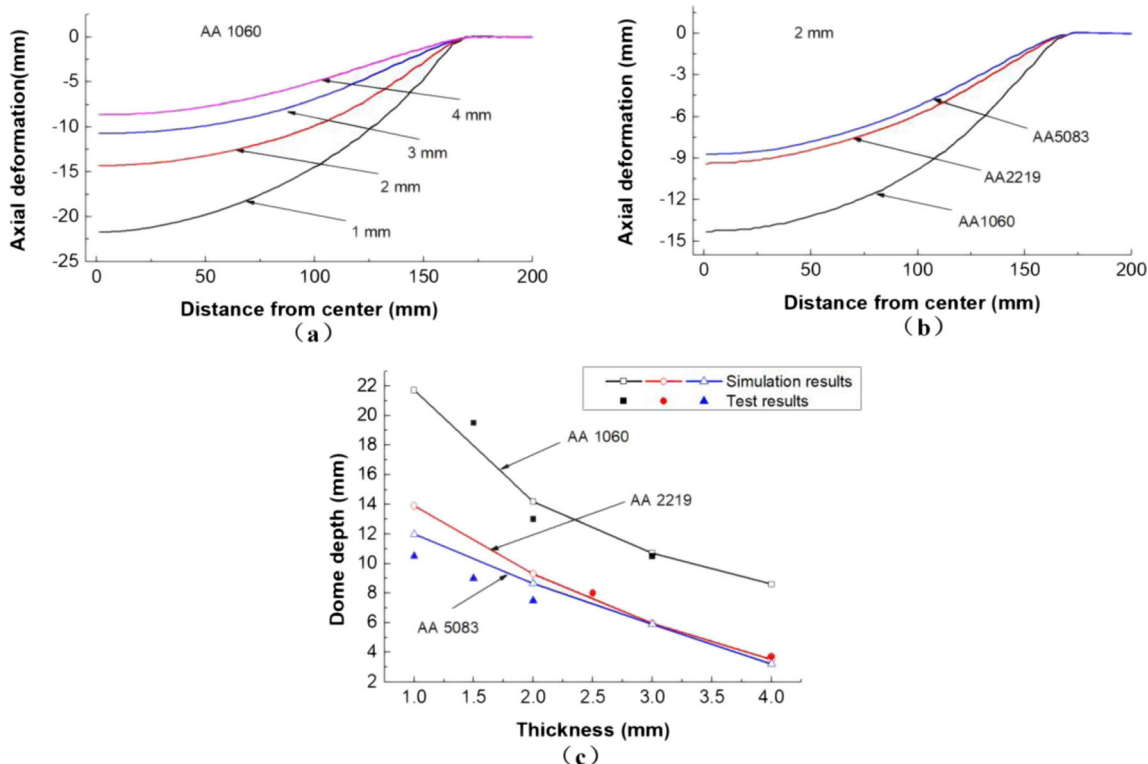 AA 1060
0
-5
-10
-15
-20
-25
4 mm
3 mm
2 mm
1 mm
0 50 100 150 200
Axial deformation(mm)
Distance from center (mm)
（a）
2 mm
0
-3
-6
-9
-12
-15
AA5083
AA2219
AA1060
0 50 100 150 200
Axial deformation (mm)
Distance from center (mm)
（b）
Simulation results
Test results
22
20
18
16
14
12
10
8
6
4
2
AA 1060
AA 2219
AA 5083
1.0 1.5 2.0 2.5 3.0 3.5 4.0
Dome depth (mm)
Thickness (mm)
（c）